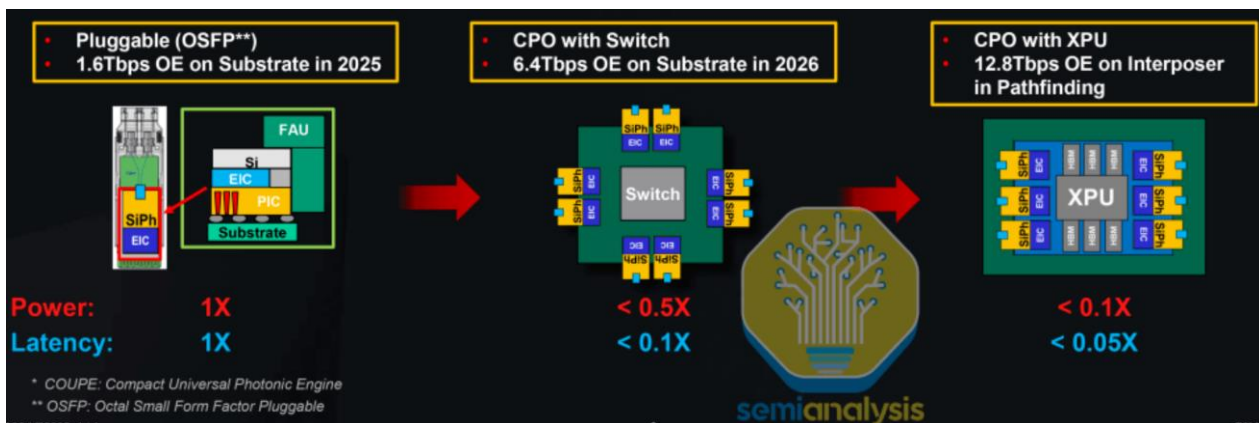 • Pluggable (OSFP**)
• 1.6Tbps OE on Substrate in 2025
• CPO with Switch
• 6.4Tbps OE on Substrate in 2026
• CPO with XPU
• 12.8Tbps OE on Interposer
in Pathfinding
SiPh
EIC
FAU
Si
EIC
PIC
Substrate
SiPh
EIC
SiPh
EIC
SiPh
EIC
SiPh
EIC
Switch
EIC
SiPh
EIC
SiPh
EIC
SiPh
EIC
SiPh
HBM
HBM
HBM
SiPh
EIC
SiPh
EIC
SiPh
EIC
XPU
EIC
SiPh
EIC
SiPh
EIC
SiPh
HBM
HBM
HBM
Power: 1X < 0.5X < 0.1X
Latency: 1X < 0.1X < 0.05X
* COUPE: Compact Universal Photonic Engine
** OSFP: Octal Small Form Factor Pluggable
semianalysis